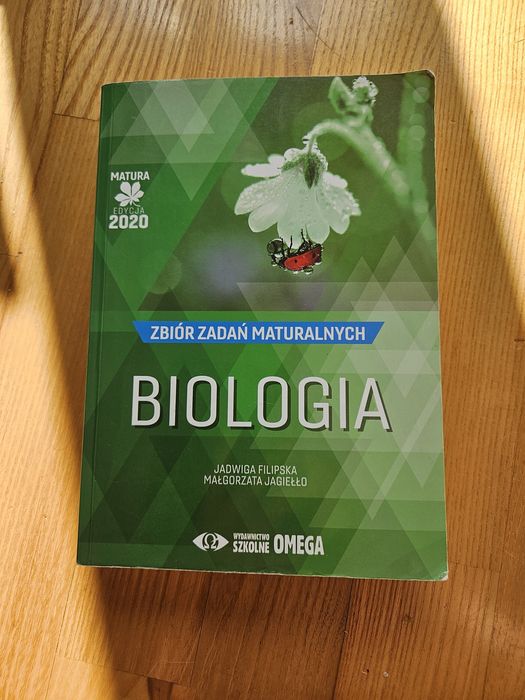 MATURA
EDYCJA
2020
ZBIÓR ZADAŃ MATURALNYCH
BIOLOGIA
JADWIGA FILIPSKA
MAŁGORZATA JAGIEŁŁO
WYDAWNICTWO
SZKOLNE OMEGA